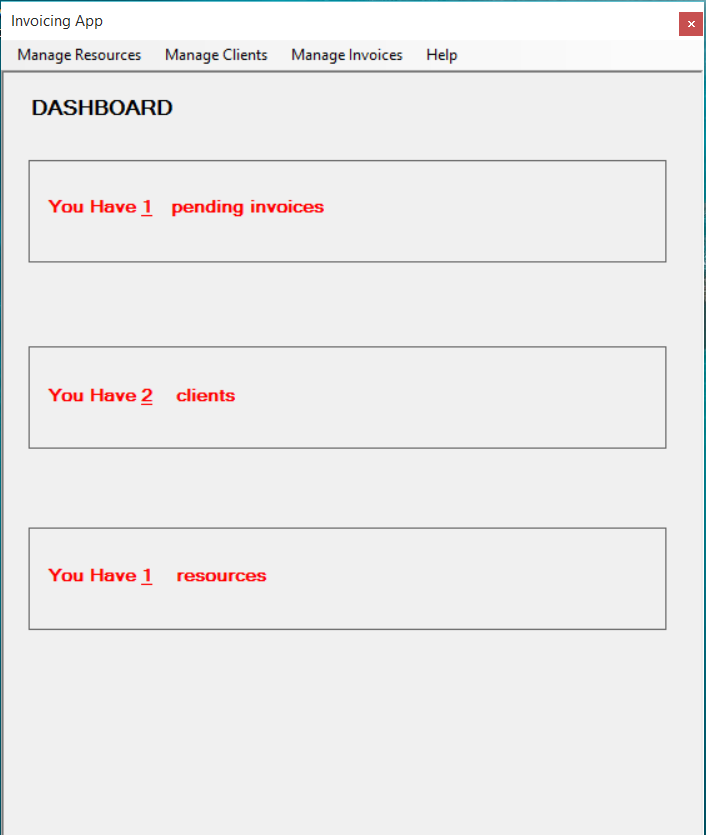 Invoicing App
Manage Resources Manage Clients Manage Invoices Help
DASHBOARD
You Have 1 pending invoices
You Have 2 clients
You Have 1 resources